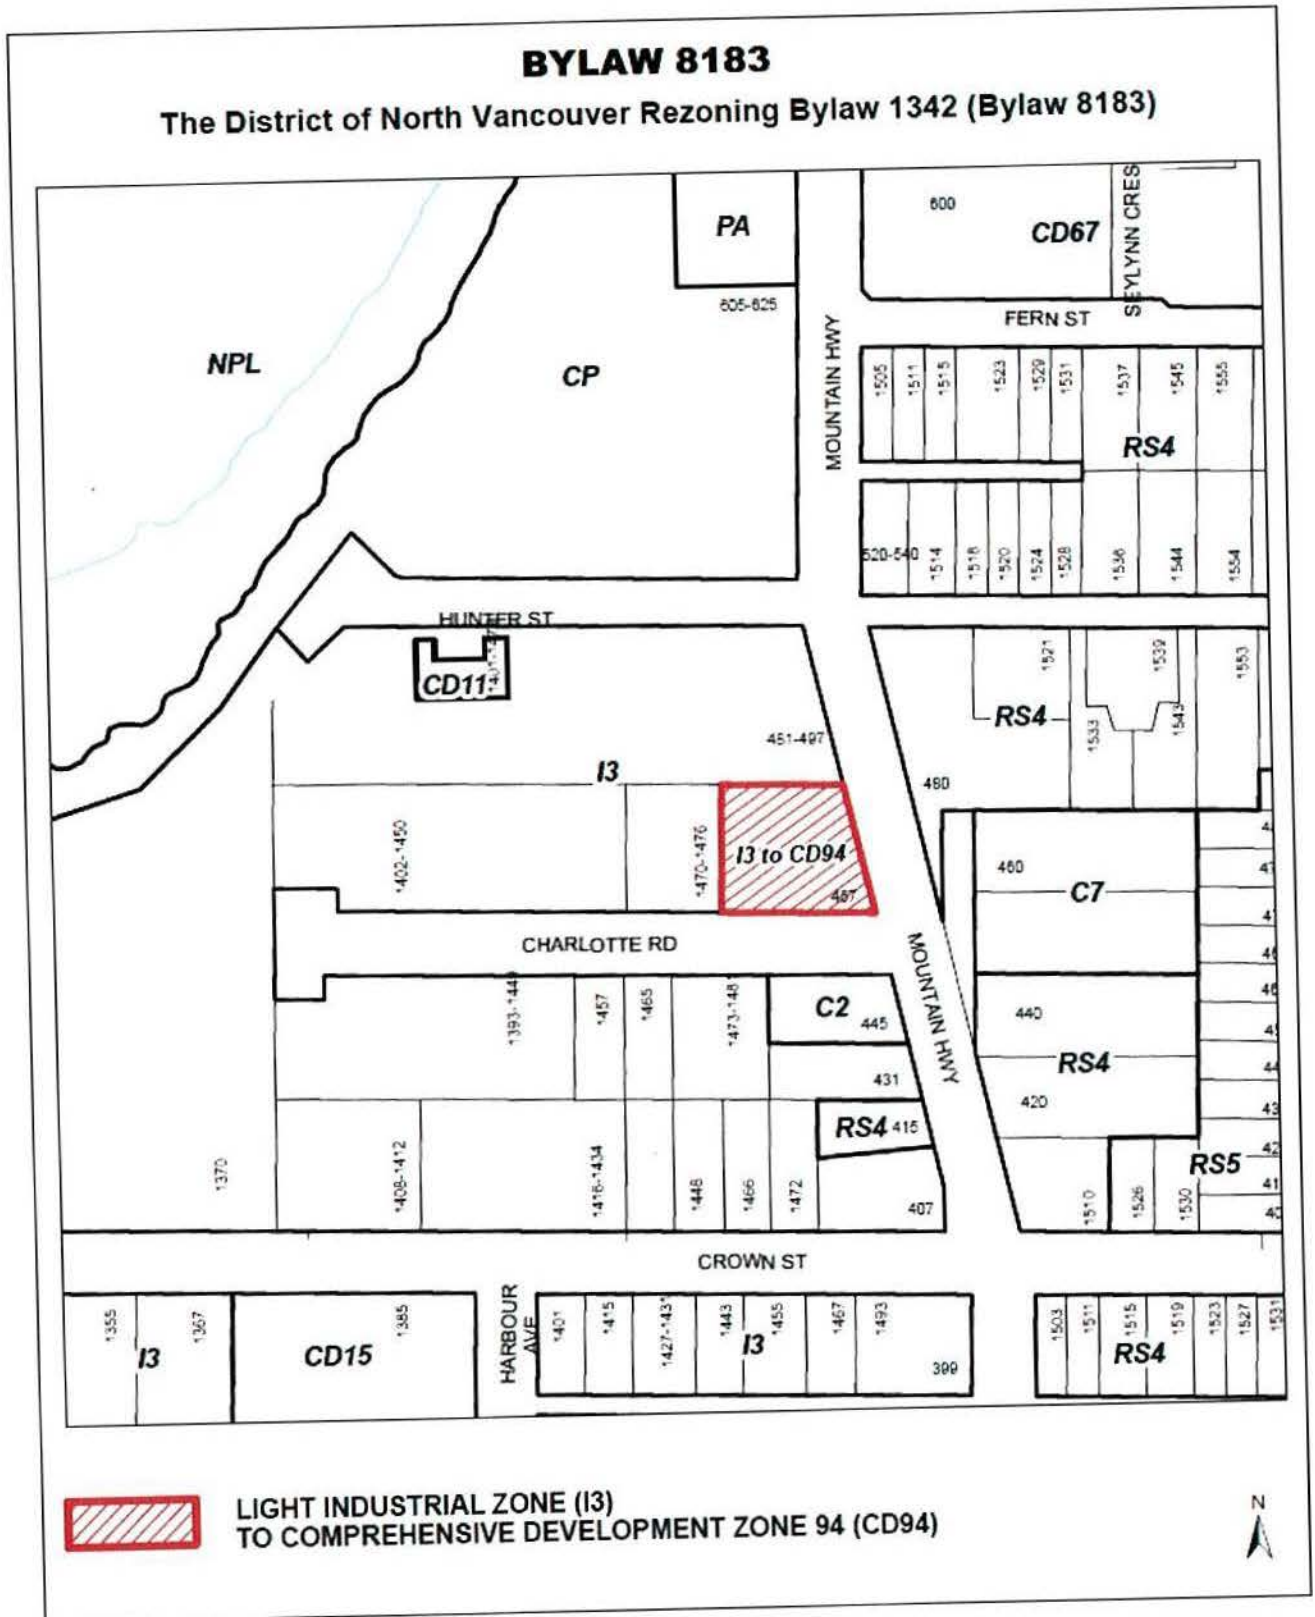 BYLAW 8183
The District of North Vancouver Rezoning Bylaw 1342 (Bylaw 8183)
PA
600
CD67
SEYLYNN CRES
605-625
FERN ST
NPL
CP
MOUNTAIN HWY
1505
1511
1515
1523
1529
1531
1537
1545
1555
RS4
520-540
1514
1518
1520
1524
1528
1536
1544
1554
HUNTER ST
CD11
1521
1539
1553
RS4
1533
1543
481-497
I3
480
1402-1450
1470-1476
I3 to CD94
467
460
C7
CHARLOTTE RD
MOUNTAIN HWY
1457
1465
C2
445
440
RS4
431
420
RS4
415
1370
1408-1412
1416-1434
1448
1466
1472
407
1510
1526
1530
RS5
CROWN ST
1355
1367
I3
CD15
1385
HARBOUR
AVE
1401
1415
1427-1431
1443
1455
I3
1467
1493
399
1503
1511
1515
1519
RS4
1523
1527
1531
LIGHT INDUSTRIAL ZONE (I3)
TO COMPREHENSIVE DEVELOPMENT ZONE 94 (CD94)
N